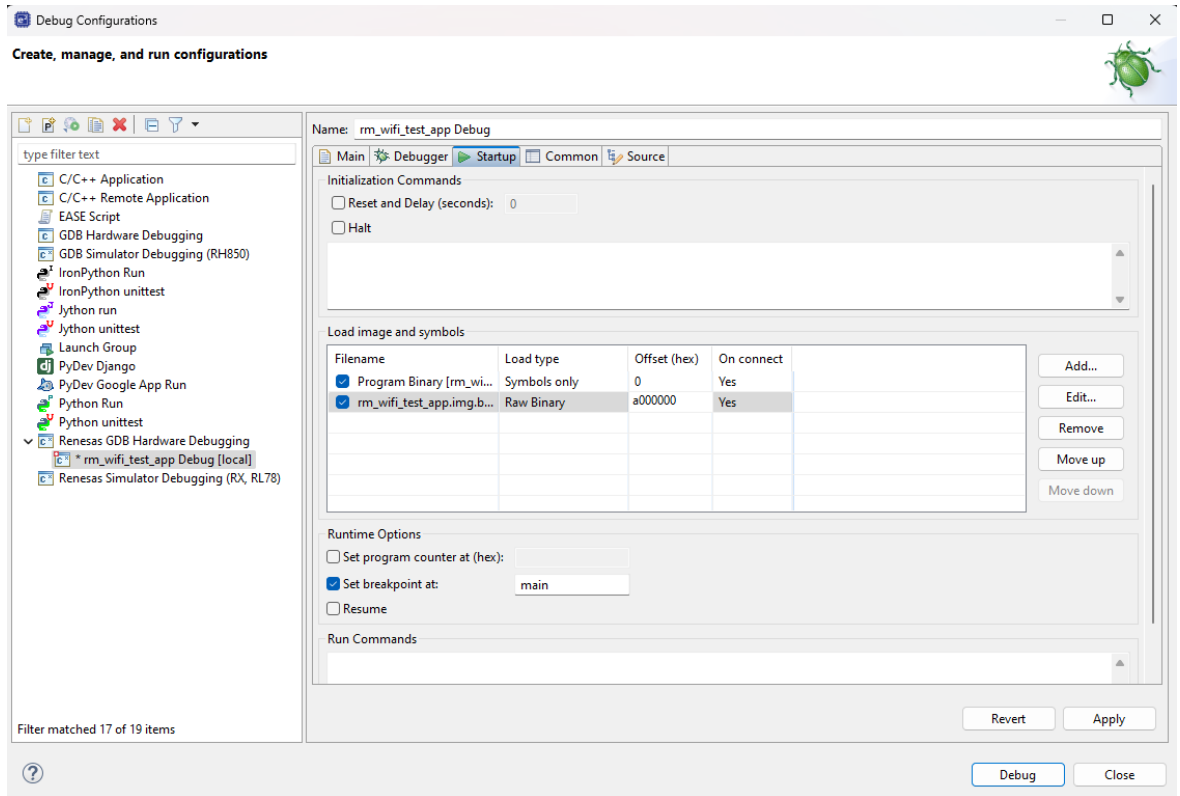 Debug Configurations
Create, manage, and run configurations
type filter text
C/C++ Application
C/C++ Remote Application
EASE Script
GDB Hardware Debugging
GDB Simulator Debugging (RH850)
IronPython Run
IronPython unittest
Jython run
Jython unittest
Launch Group
PyDev Django
PyDev Google App Run
Python Run
Python unittest
Renesas GDB Hardware Debugging
* rm_wifi_test_app Debug [local]
Renesas Simulator Debugging (RX, RL78)
Filter matched 17 of 19 items
Name: rm_wifi_test_app Debug
Main Debugger Startup Common Source
Initialization Commands
Reset and Delay (seconds): 0
Halt
Load image and symbols
Filename Load type Offset (hex) On connect
Program Binary [rm_wi... Symbols only 0 Yes
rm_wifi_test_app.img.b... Raw Binary a000000 Yes
Add...
Edit...
Remove
Move up
Move down
Runtime Options
Set program counter at (hex):
Set breakpoint at: main
Resume
Run Commands
Revert Apply
Debug Close